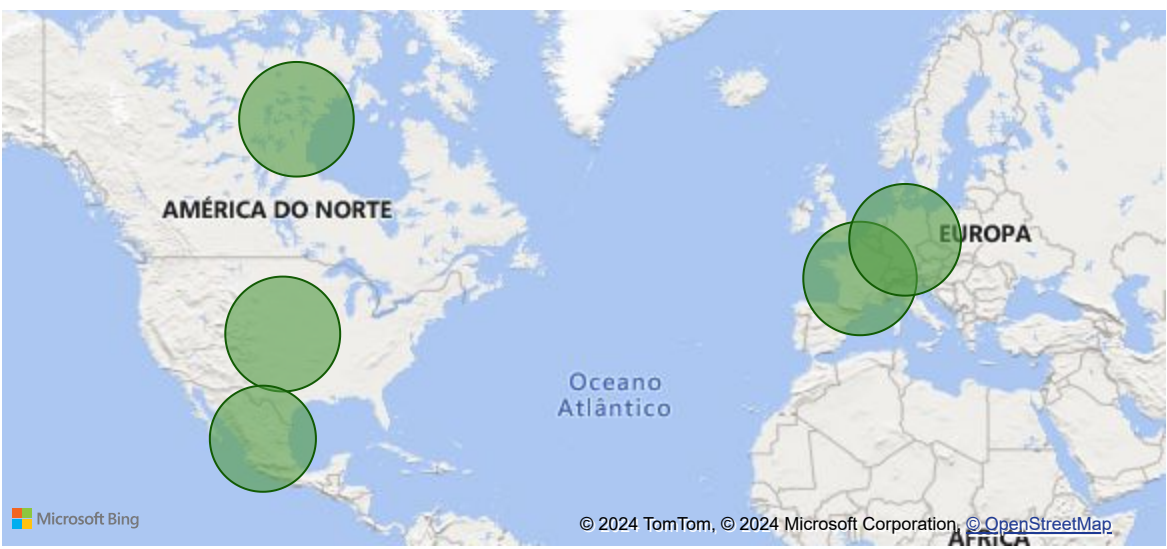 AMÉRICA DO NORTE
EUROPA
Oceano
Atlântico
Microsoft Bing
© 2024 TomTom, © 2024 Microsoft Corporation, © OpenStreetMap
ÁFRICA